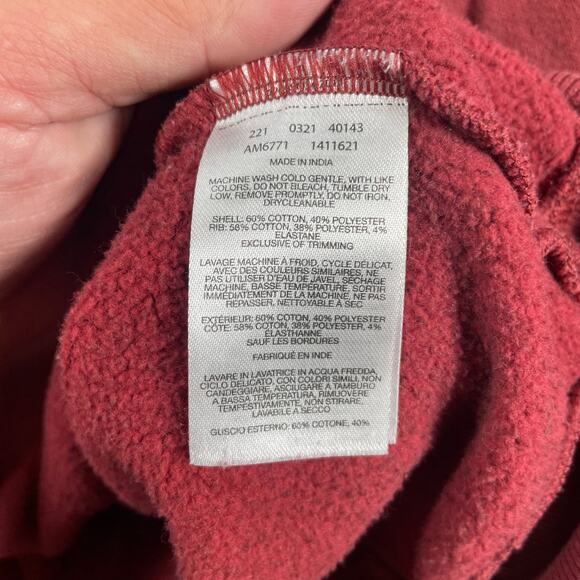 221 0321 40143
AM6771 1411621
MADE IN INDIA
MACHINE WASH COLD GENTLE, WITH LIKE
COLORS, DO NOT BLEACH, TUMBLE DRY
LOW, REMOVE PROMPTLY, DO NOT IRON,
DRYCLEANABLE
SHELL: 60% COTTON, 40% POLYESTER
RIB: 58% COTTON, 38% POLYESTER, 4%
ELASTANE
EXCLUSIVE OF TRIMMING
LAVAGE MACHINE À FROID, CYCLE DÉLICAT,
AVEC DES COULEURS SIMILAIRES, NE
PAS UTILISER D'EAU DE JAVEL, SÉCHAGE
MACHINE, BASSE TEMPÉRATURE, SORTIR
IMMÉDIATEMENT DE LA MACHINE, NE PAS
REPASSER, NETTOYABLE À SEC
EXTÉRIEUR: 60% COTON, 40% POLYESTER
CÔTE: 58% COTON, 38% POLYESTER, 4%
ÉLASTHANNE
SAUF LES BORDURES
FABRIQUÉ EN INDE
LAVARE IN LAVATRICE IN ACQUA FREDDA,
CICLO DELICATO, CON COLORI SIMILI, NON
CANDEGGIARE, ASCIUGARE A TAMBURO
A BASSA TEMPERATURA, RIMUOVERE
TEMPESTIVAMENTE, NON STIRARE,
LAVABILE A SECCO
GUSCIO ESTERNO: 60% COTONE, 40%